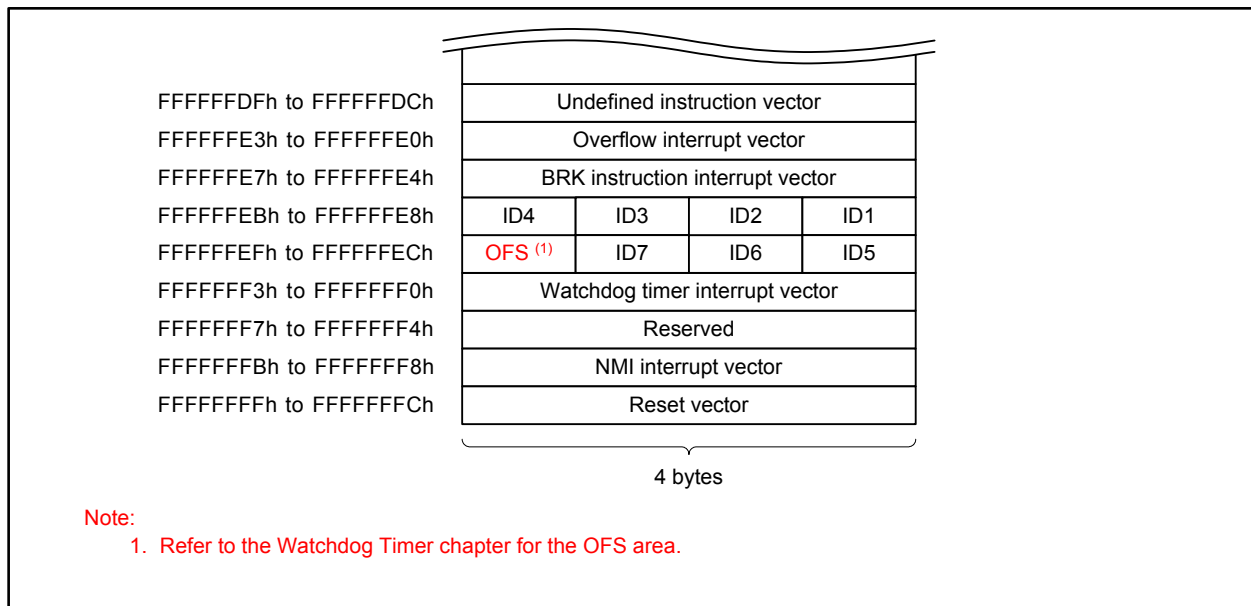 FFFFFFDFh to FFFFFFDCh Undefined instruction vector
FFFFFFE3h to FFFFFFE0h Overflow interrupt vector
FFFFFFE7h to FFFFFFE4h BRK instruction interrupt vector
FFFFFFEBh to FFFFFFE8h ID4 ID3 ID2 ID1
FFFFFFEFh to FFFFFFECh OFS (1) ID7 ID6 ID5
FFFFFFF3h to FFFFFFF0h Watchdog timer interrupt vector
FFFFFFF7h to FFFFFFF4h Reserved
FFFFFFFBh to FFFFFFF8h NMI interrupt vector
FFFFFFFFh to FFFFFFFCh Reset vector
4 bytes
Note:
1. Refer to the Watchdog Timer chapter for the OFS area.